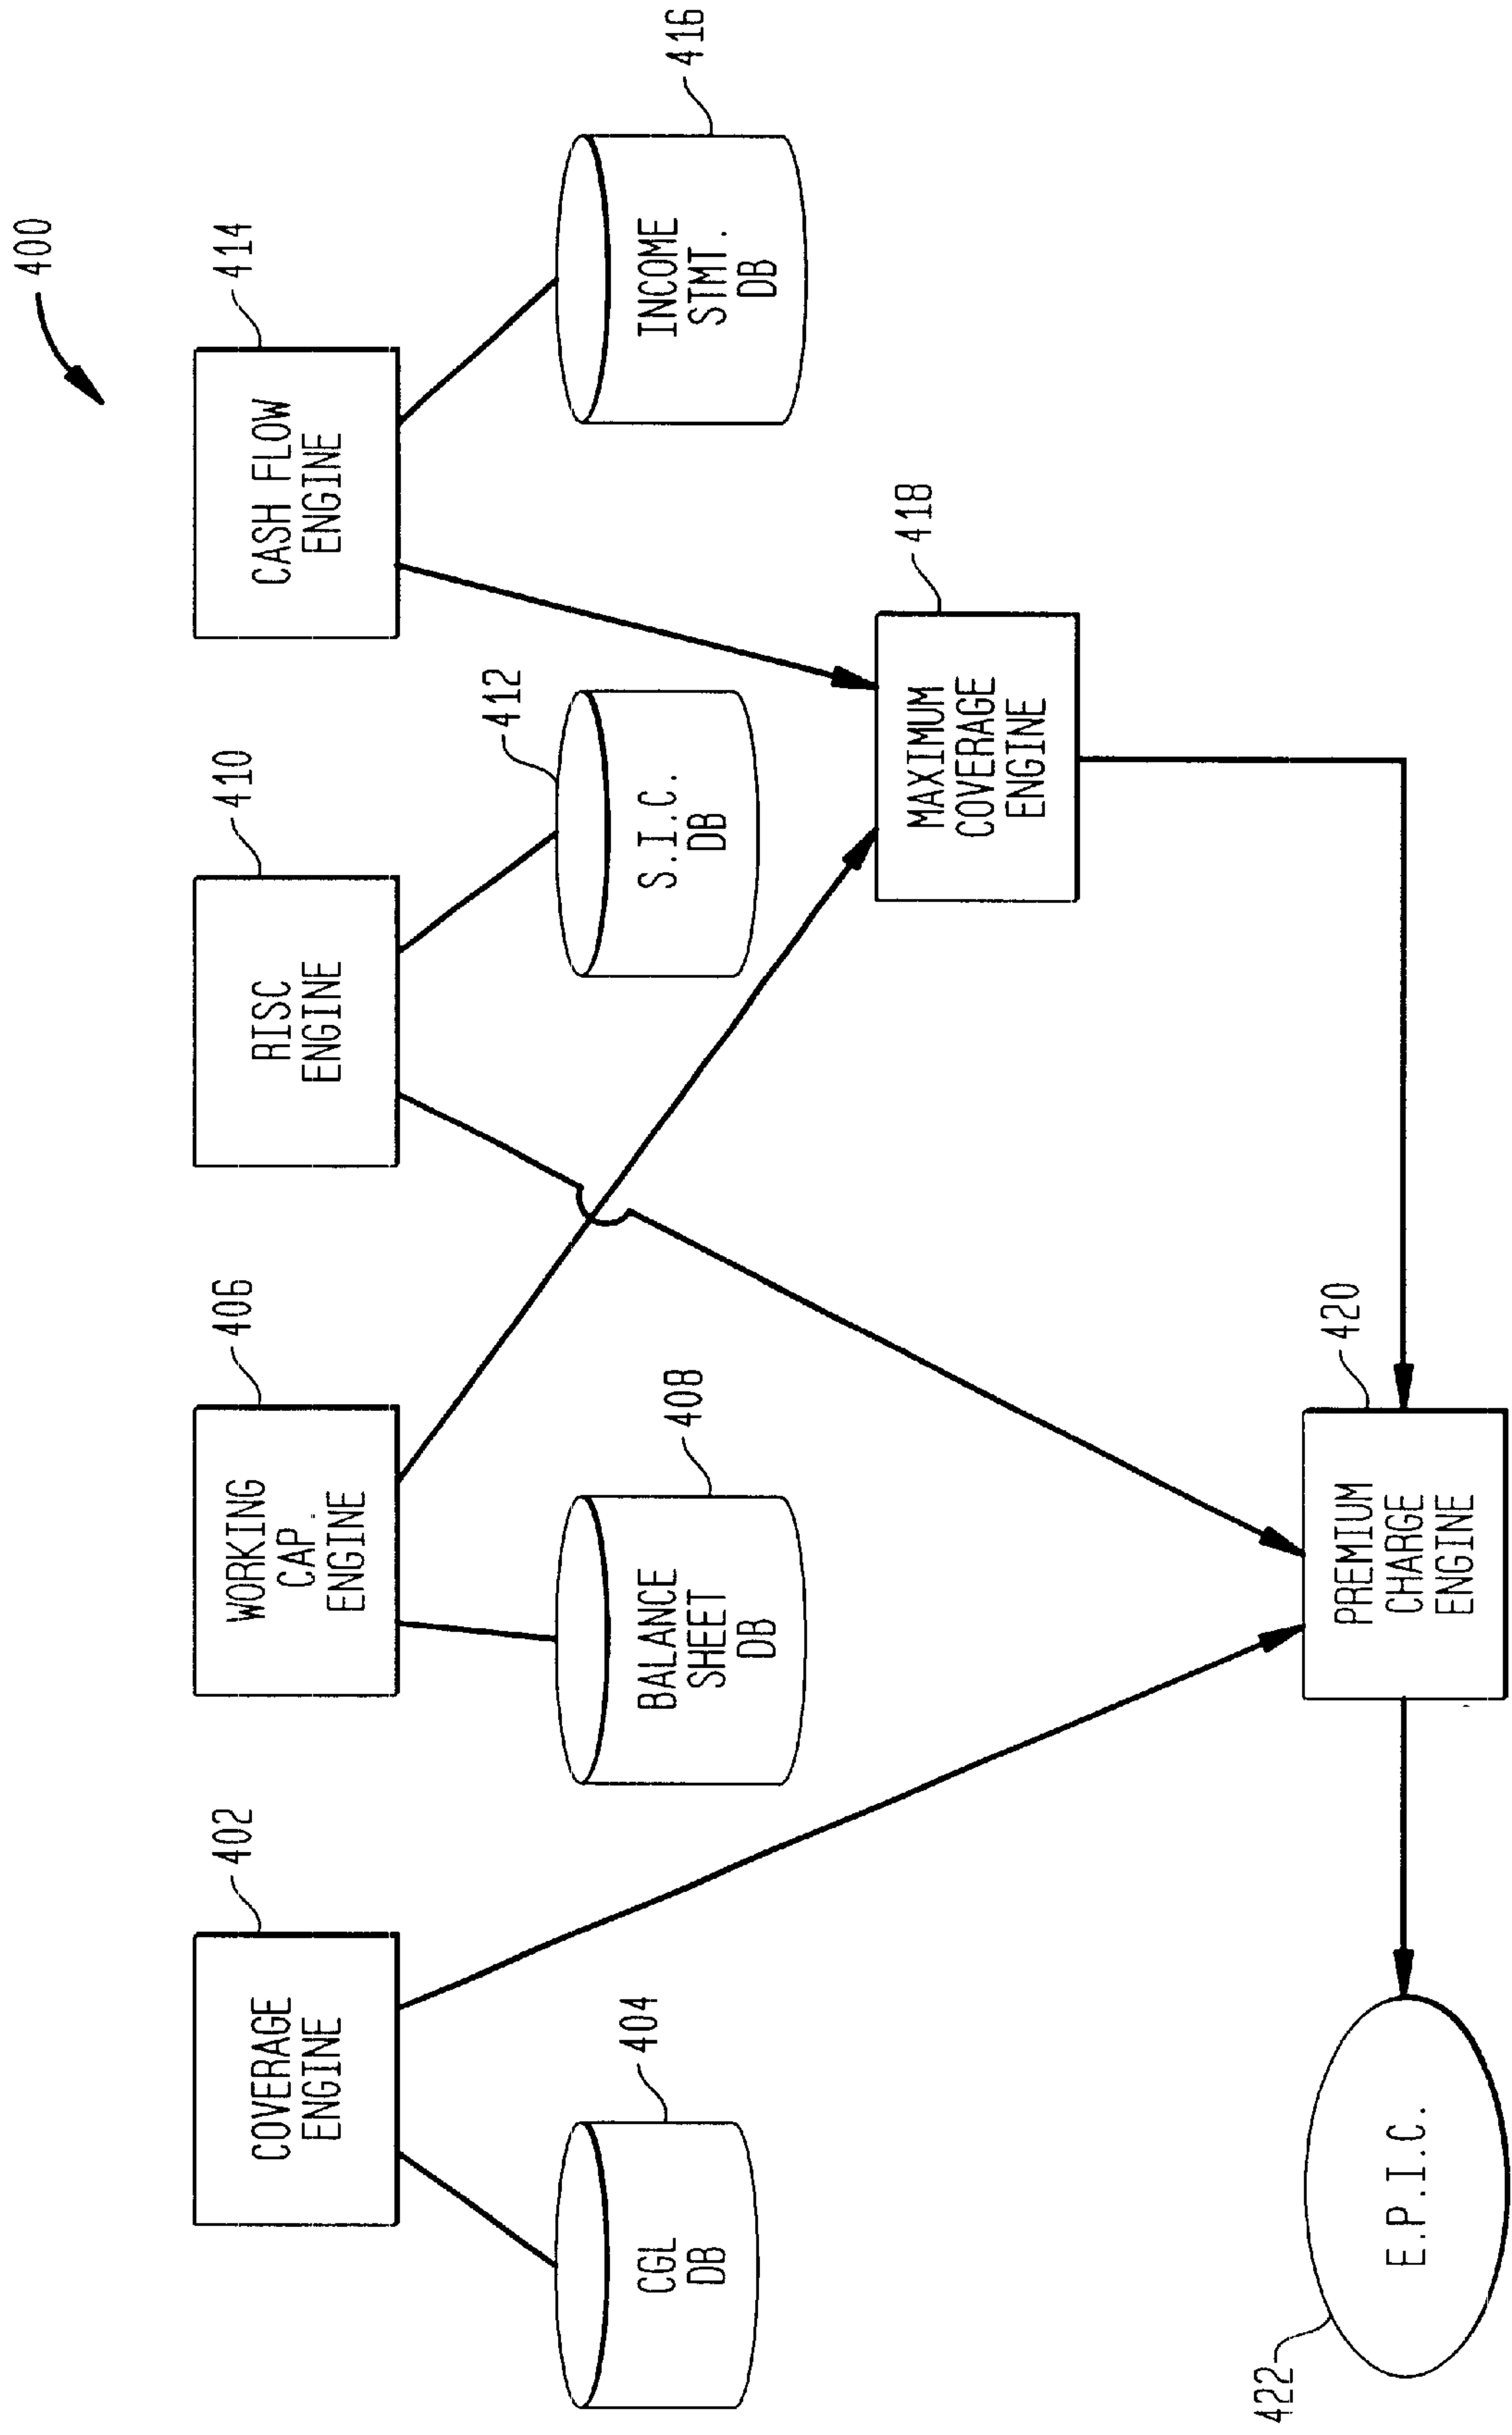 400
COVERAGE
ENGINE
402
WORKING
CAP.
ENGINE
406
RISC
ENGINE
410
CASH FLOW
ENGINE
414
CGL
DB
404
BALANCE
SHEET
DB
408
S.I.C.
DB
412
INCOME
STMT.
DB
416
MAXIMUM
COVERAGE
ENGINE
418
E.P.I.C.
422
PREMIUM
CHARGE
ENGINE
420